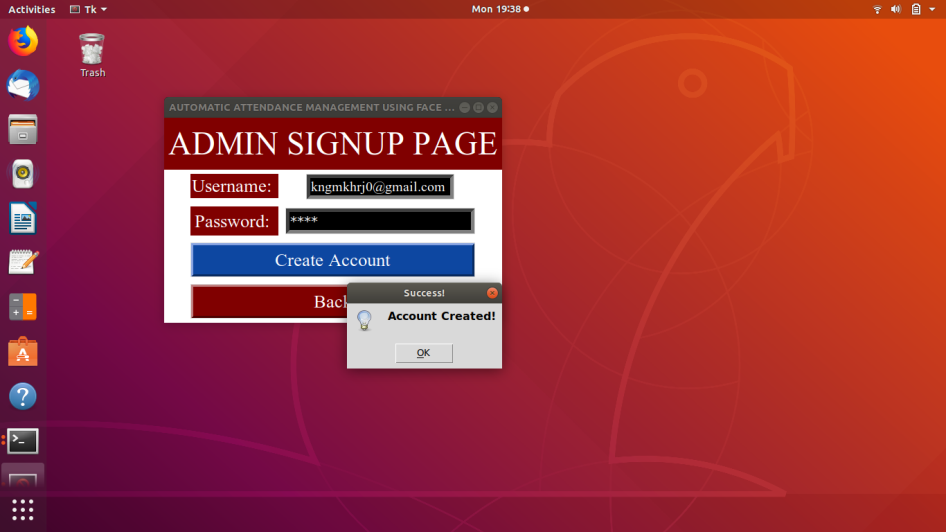 Activities Tk Mon 19:38
Trash
AUTOMATIC ATTENDANCE MANAGEMENT USING FACE ...
ADMIN SIGNUP PAGE
Username: kngmkhrj0@gmail.com
Password: ****
Create Account
Back
Success!
Account Created!
OK